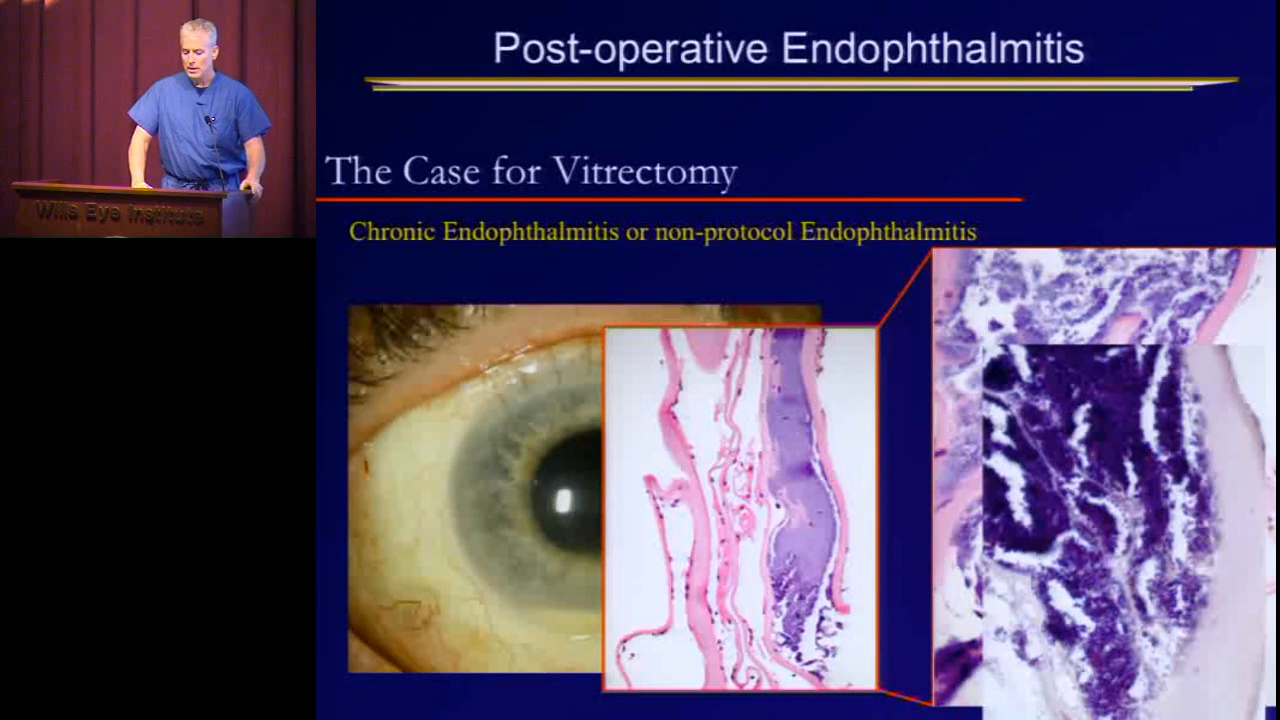 Post-operative Endophthalmitis
The Case for Vitrectomy
Chronic Endophthalmitis or non-protocol Endophthalmitis
Wills Eye Institute